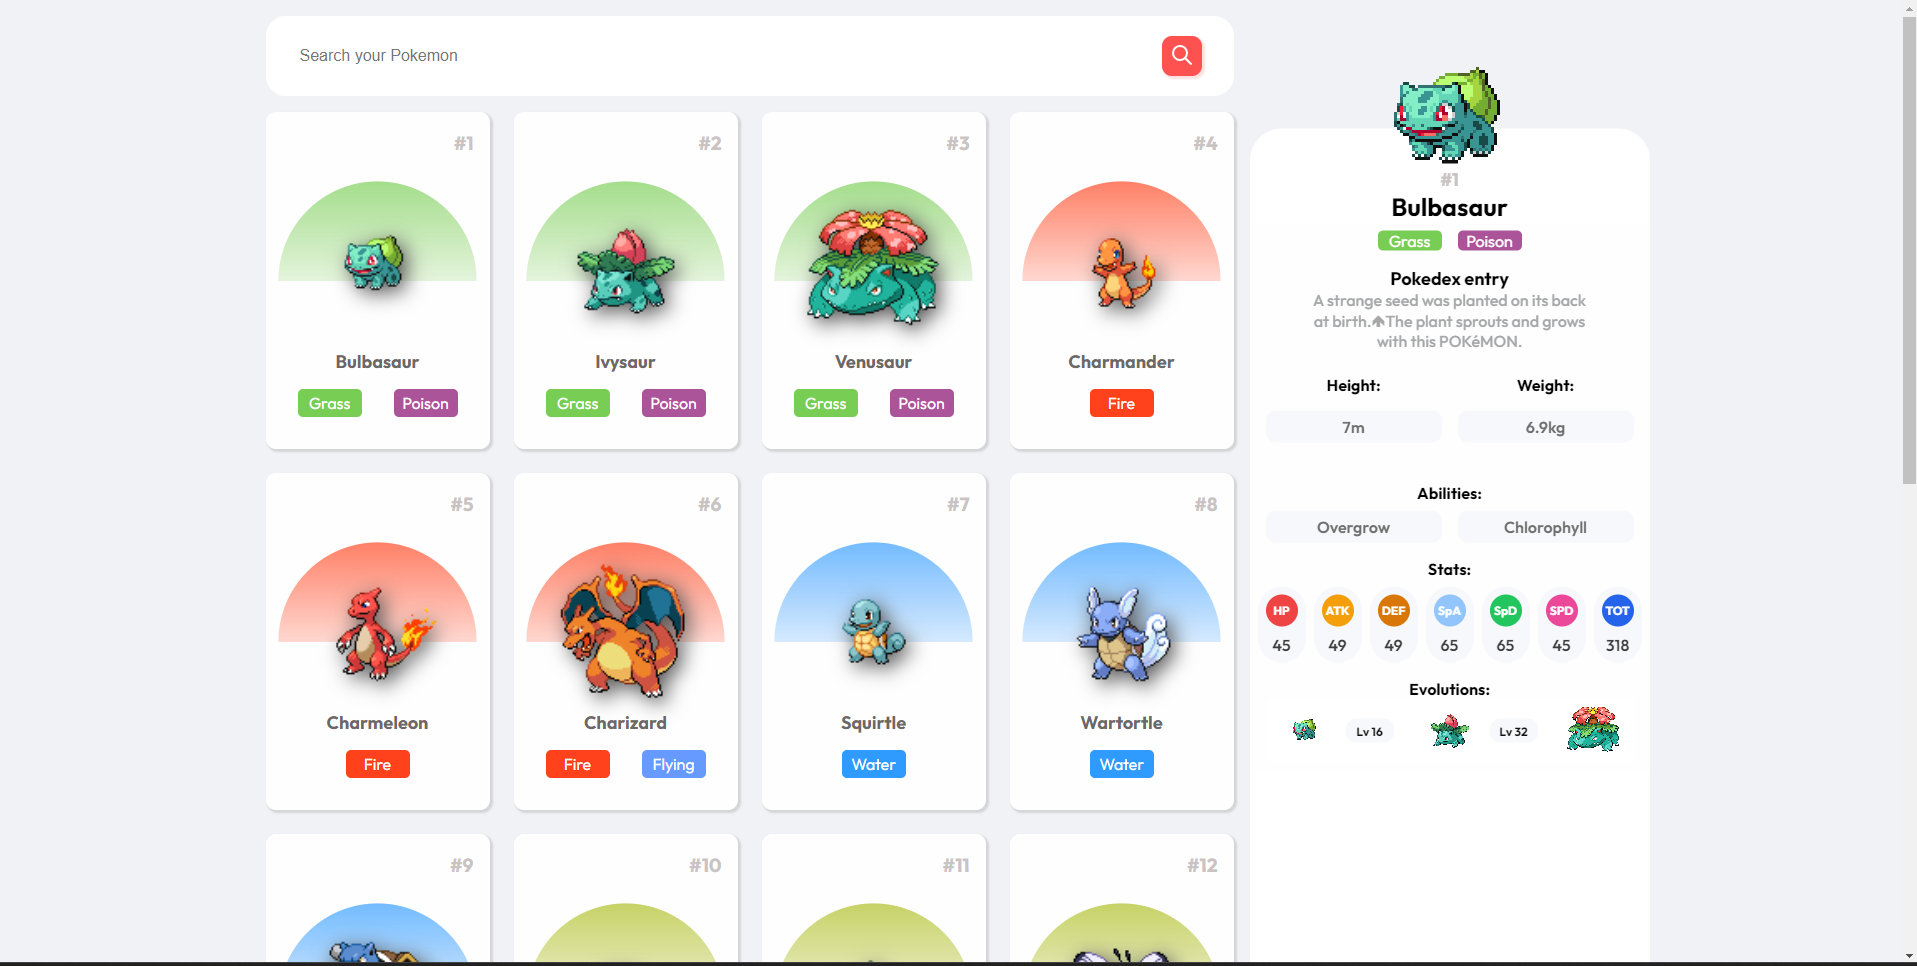 Search your Pokemon
#1
#2
#3
#4
Bulbasaur
Ivysaur
Venusaur
Charmander
Grass
Poison
Grass
Poison
Grass
Poison
Fire
#5
#6
#7
#8
Charmeleon
Charizard
Squirtle
Wartortle
Fire
Fire
Flying
Water
Water
#9
#10
#11
#12
#1
Bulbasaur
Grass
Poison
Pokedex entry
A strange seed was planted on its back
at birth.🡅The plant sprouts and grows
with this POKéMON.
Height:
Weight:
7m
6.9kg
Abilities:
Overgrow
Chlorophyll
Stats:
HP
ATK
DEF
SpA
SpD
SPD
TOT
45
49
49
65
65
45
318
Evolutions:
Lv 16
Lv 32